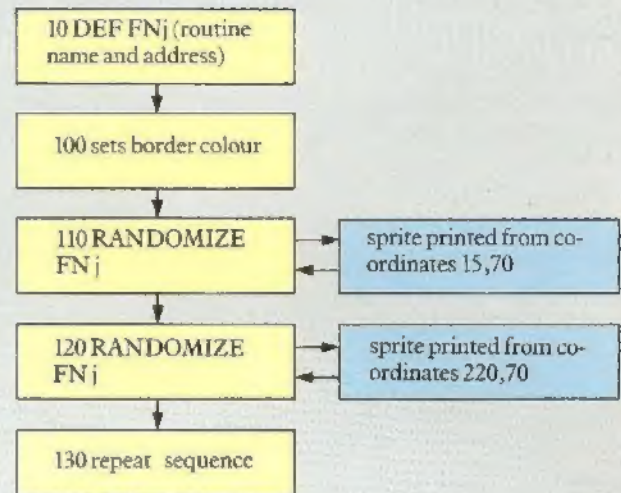 10 DEF FNj (routine
name and address)
100 sets border colour
110 RANDOMIZE
FN j
sprite printed from co-
ordinates 15,70
120 RANDOMIZE
FN j
sprite printed from co-
ordinates 220,70
130 repeat sequence